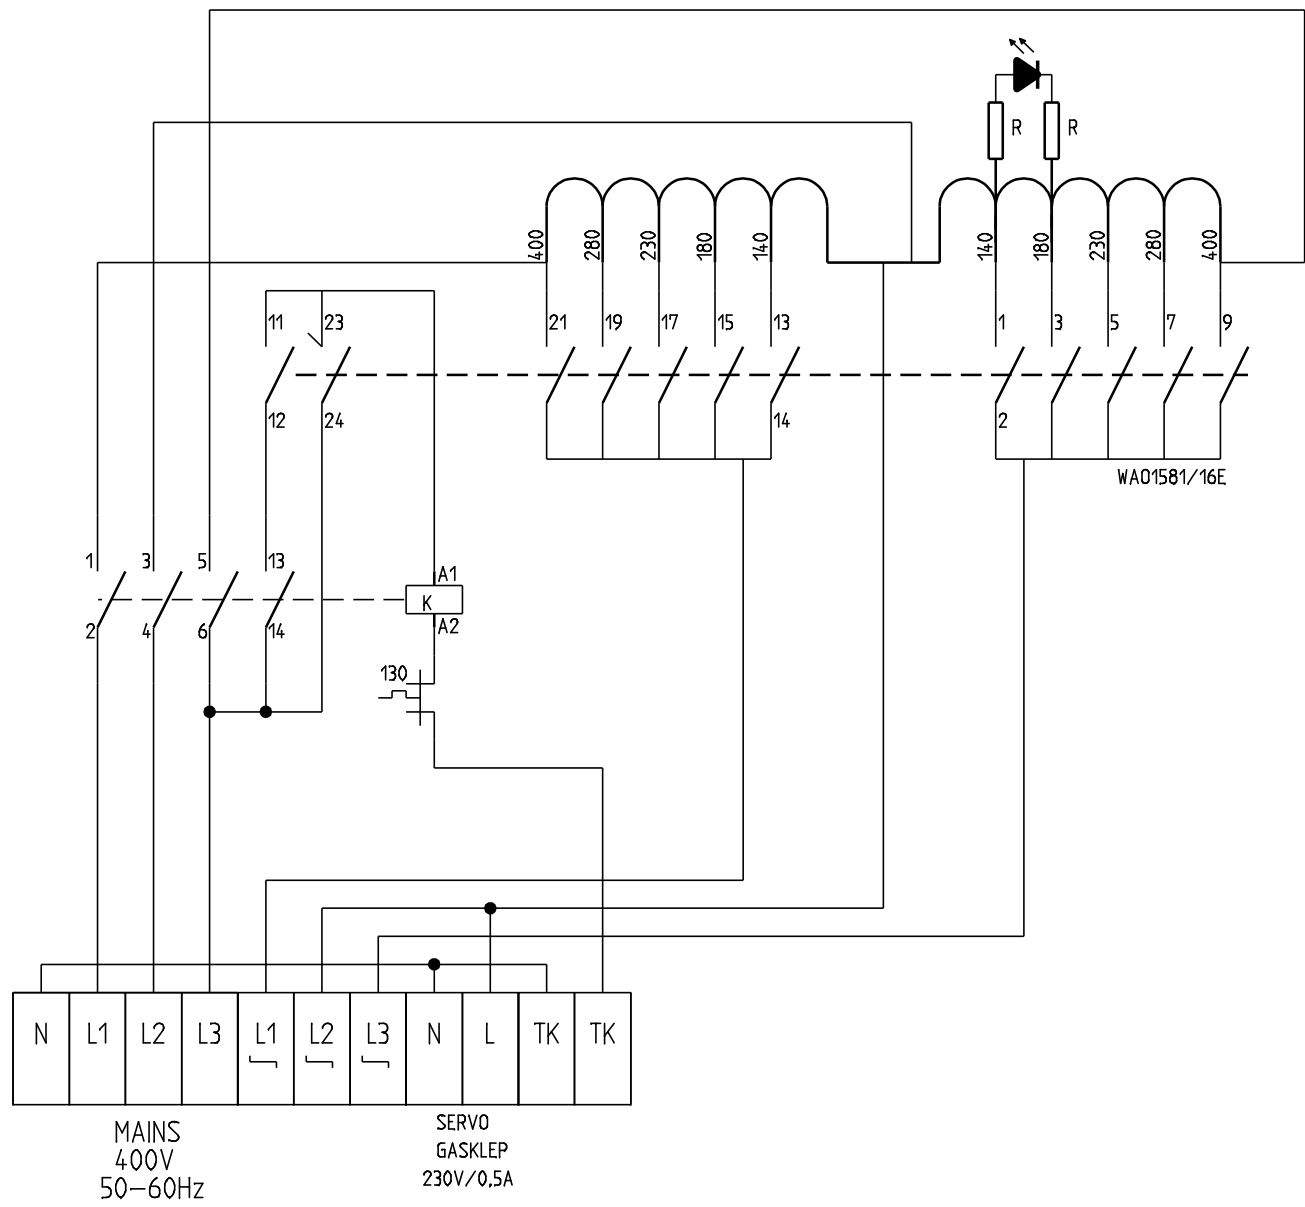 R R
400 280 230 180 140 140 180 230 280 400
11 23 21 19 17 15 13 1 3 5 7 9
12 24 14 2
WA01581/16E
1 3 5 13 A1
K
2 4 6 14 A2
130
N L1 L2 L3 L1 L2 L3 N L TK TK
MAINS
400V
50-60Hz
SERVO
GASKLEP
230V/0,5A